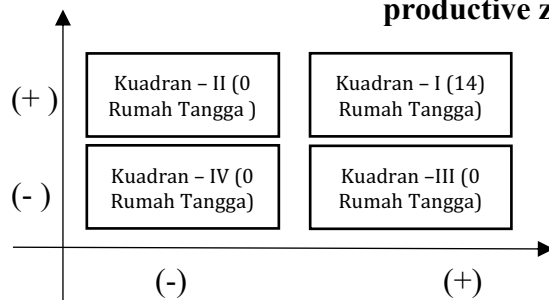 productive z
(+ )
Kuadran – II (0
Rumah Tangga )
Kuadran – I (14)
Rumah Tangga)
(- )
Kuadran – IV (0
Rumah Tangga)
Kuadran –III (0
Rumah Tangga)
(-)
(+)